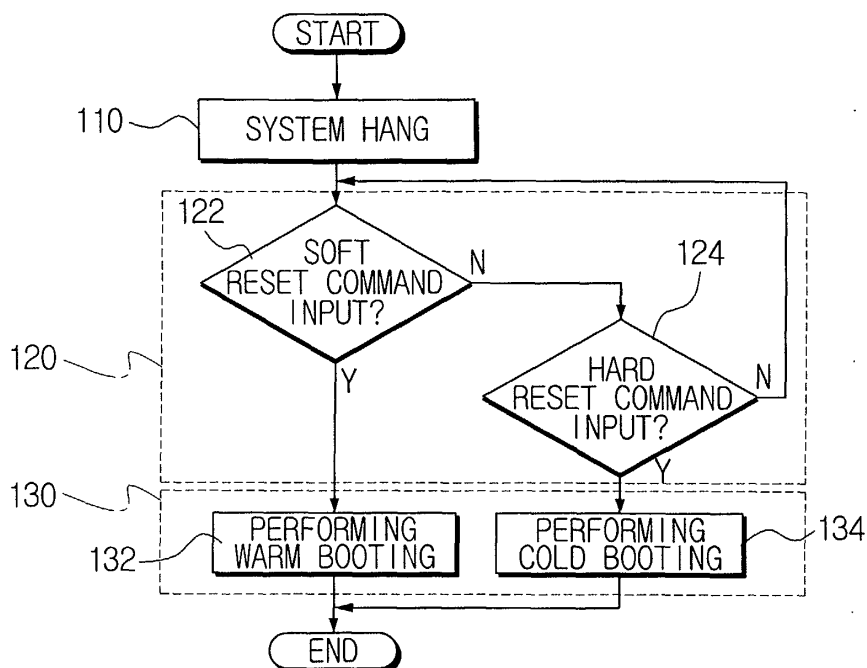 START
110
SYSTEM HANG
122
SOFT
RESET COMMAND
INPUT?
N
124
120
Y
HARD
RESET COMMAND
INPUT?
N
Y
130
132
PERFORMING
WARM BOOTING
PERFORMING
COLD BOOTING
134
END